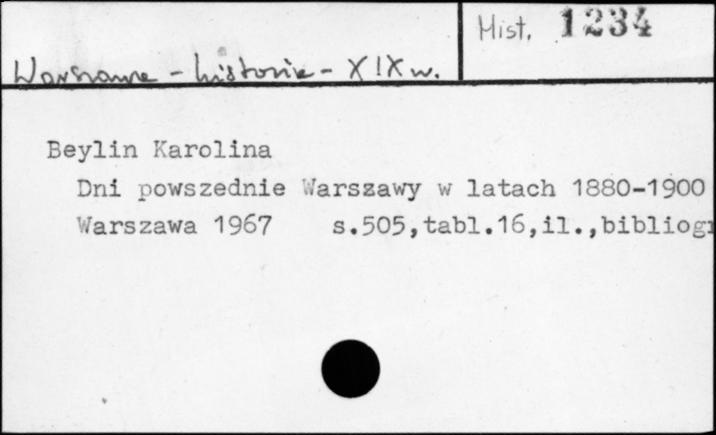 Hist. 1234
Warszawa - historia - XIX w.
Beylin Karolina
Dni powszednie Warszawy w latach 1880-1900
Warszawa 1967 s.505,tabl.16,il.,bibliogr